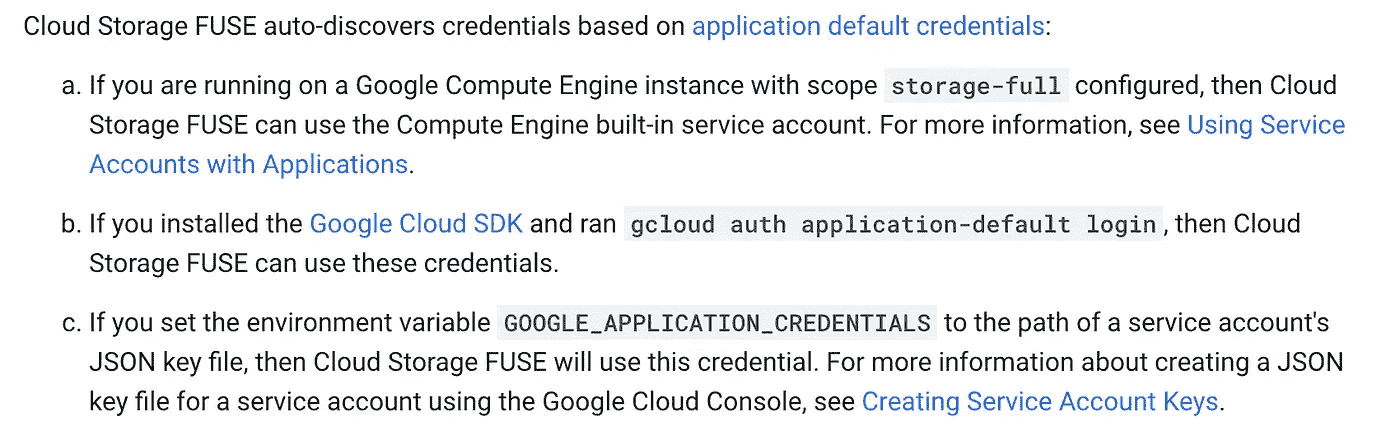 Cloud Storage FUSE auto-discovers credentials based on application default credentials:
a. If you are running on a Google Compute Engine instance with scope storage-full configured, then Cloud
Storage FUSE can use the Compute Engine built-in service account. For more information, see Using Service
Accounts with Applications.
b. If you installed the Google Cloud SDK and ran gcloud auth application-default login, then Cloud
Storage FUSE can use these credentials.
c. If you set the environment variable GOOGLE_APPLICATION_CREDENTIALS to the path of a service account's
JSON key file, then Cloud Storage FUSE will use this credential. For more information about creating a JSON
key file for a service account using the Google Cloud Console, see Creating Service Account Keys.